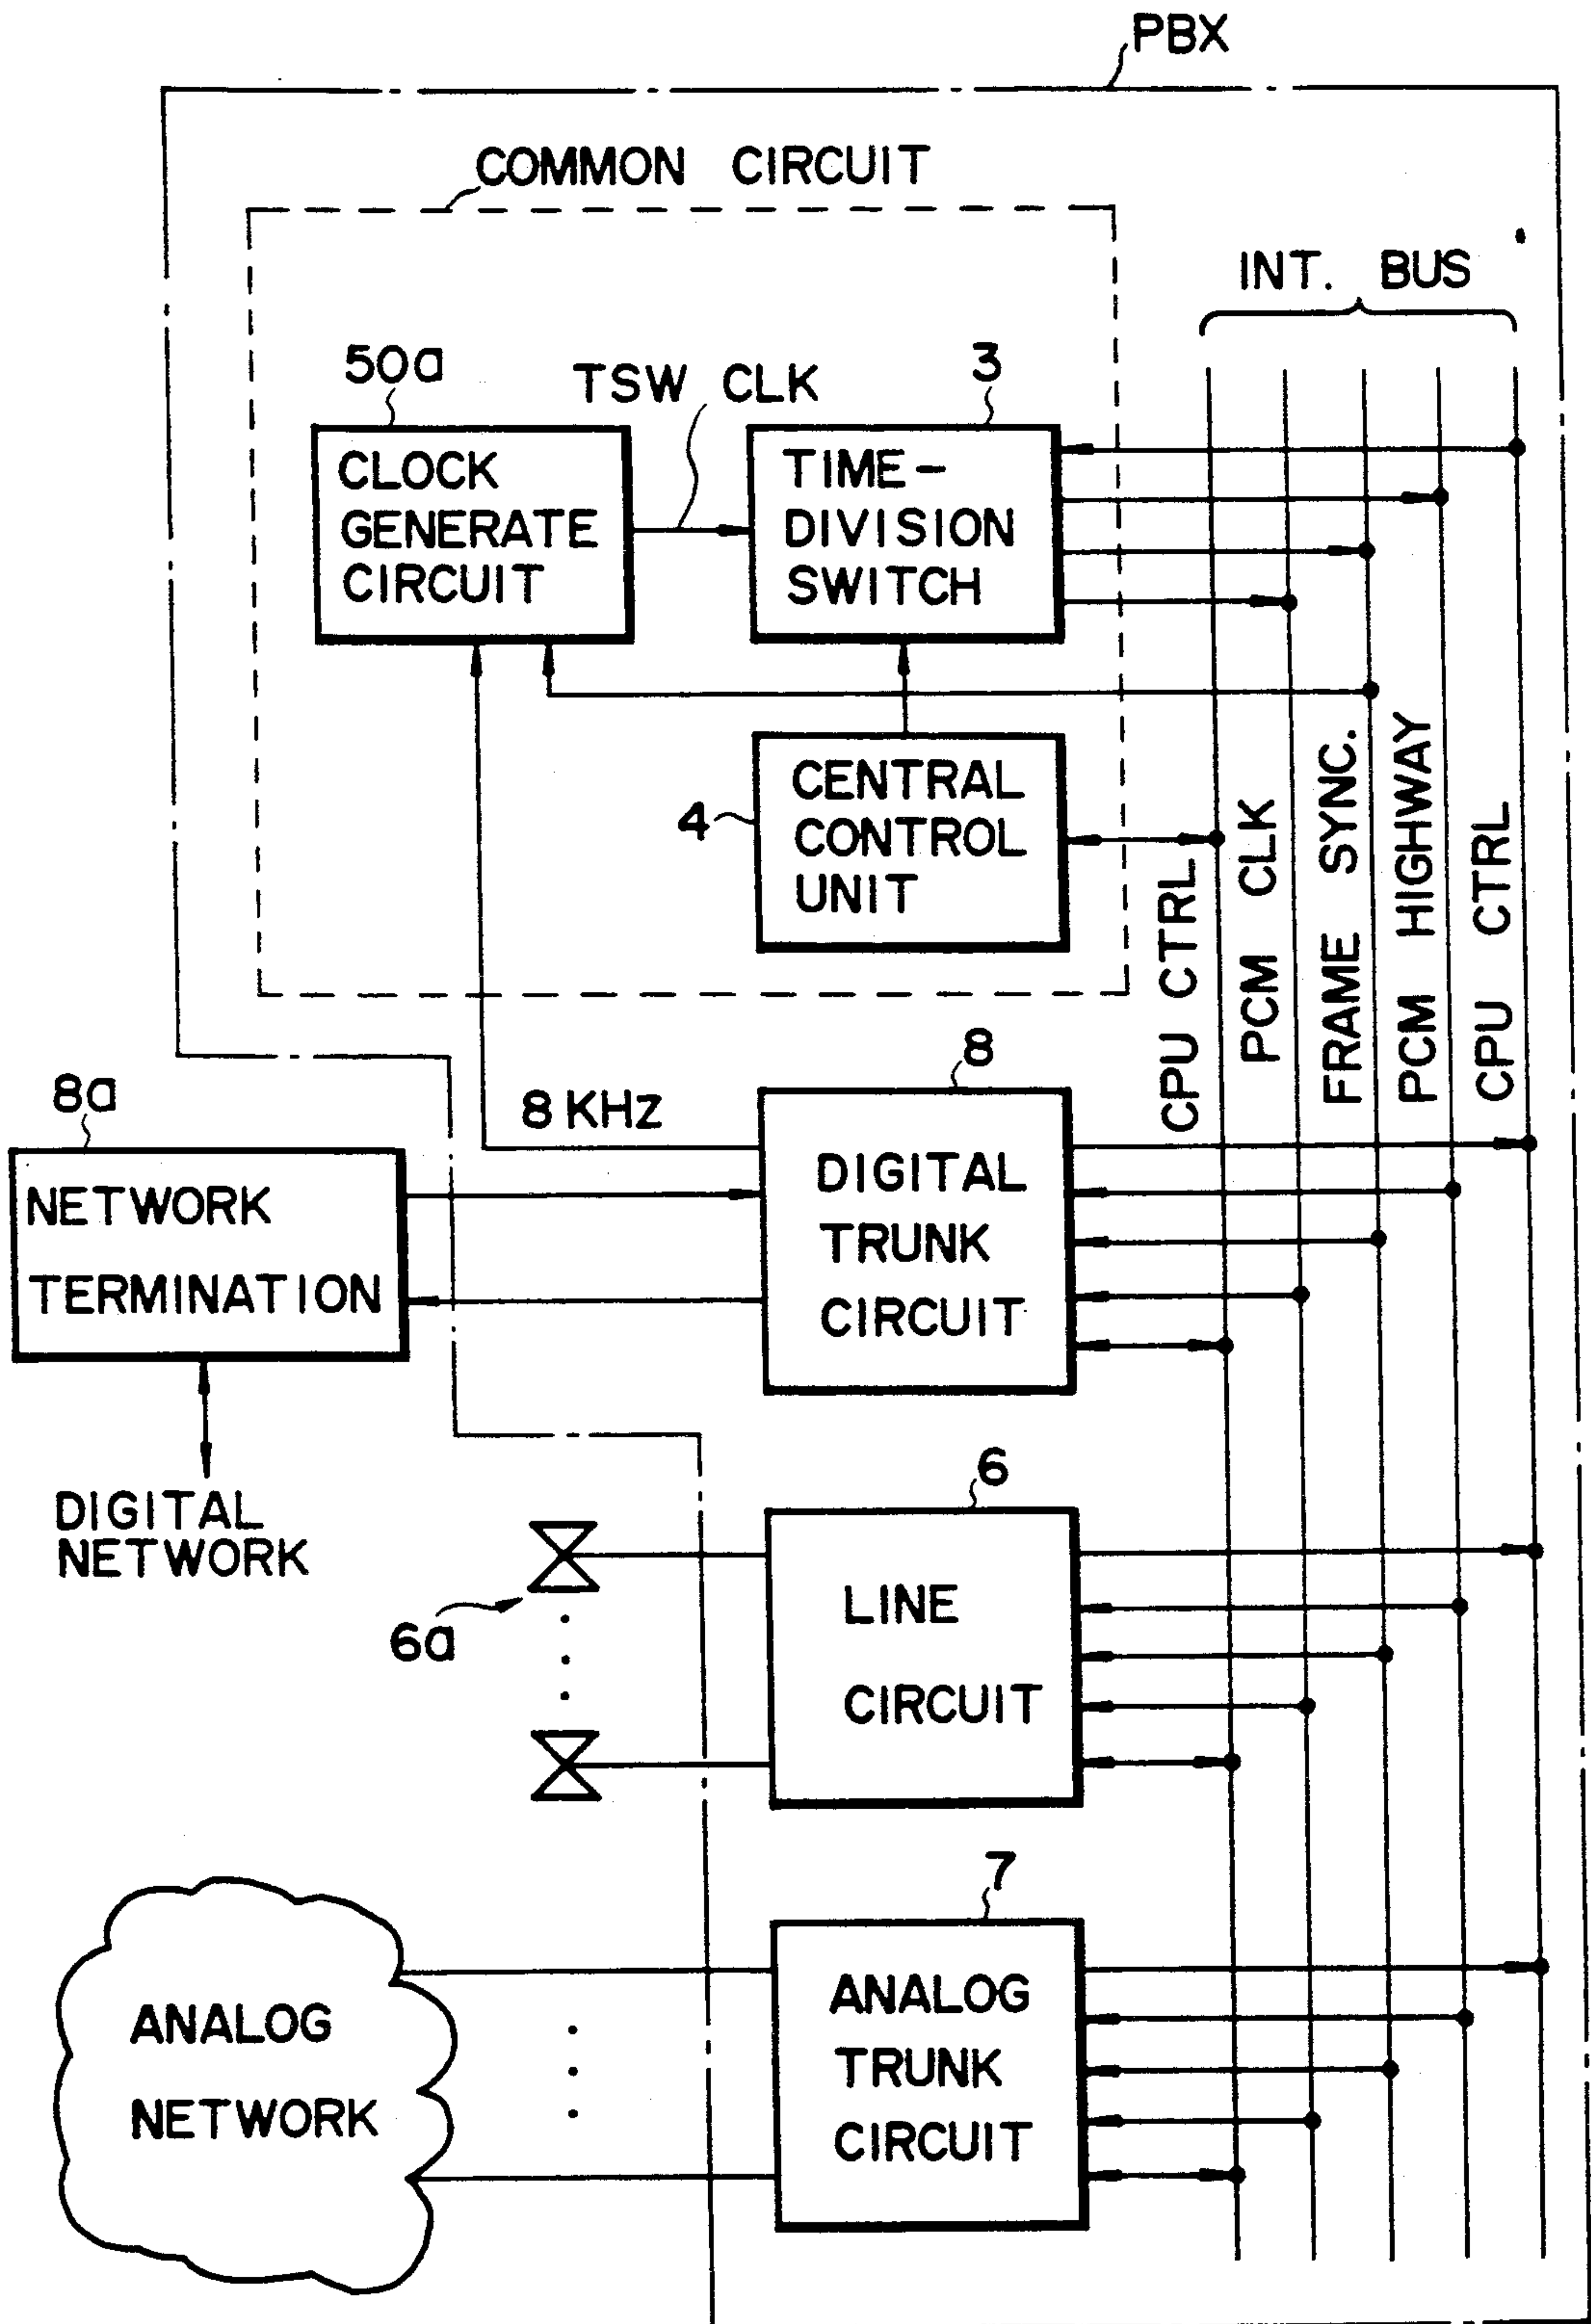 PBX
COMMON CIRCUIT
INT. BUS
50a
TSW CLK
3
CLOCK
GENERATE
CIRCUIT
TIME-
DIVISION
SWITCH
4
CENTRAL
CONTROL
UNIT
CPU CTRL
PCM CLK
FRAME SYNC.
PCM HIGHWAY
CPU CTRL
8a
8 KHz
8
NETWORK
TERMINATION
DIGITAL
TRUNK
CIRCUIT
DIGITAL
NETWORK
6
6a
LINE
CIRCUIT
7
ANALOG
NETWORK
ANALOG
TRUNK
CIRCUIT